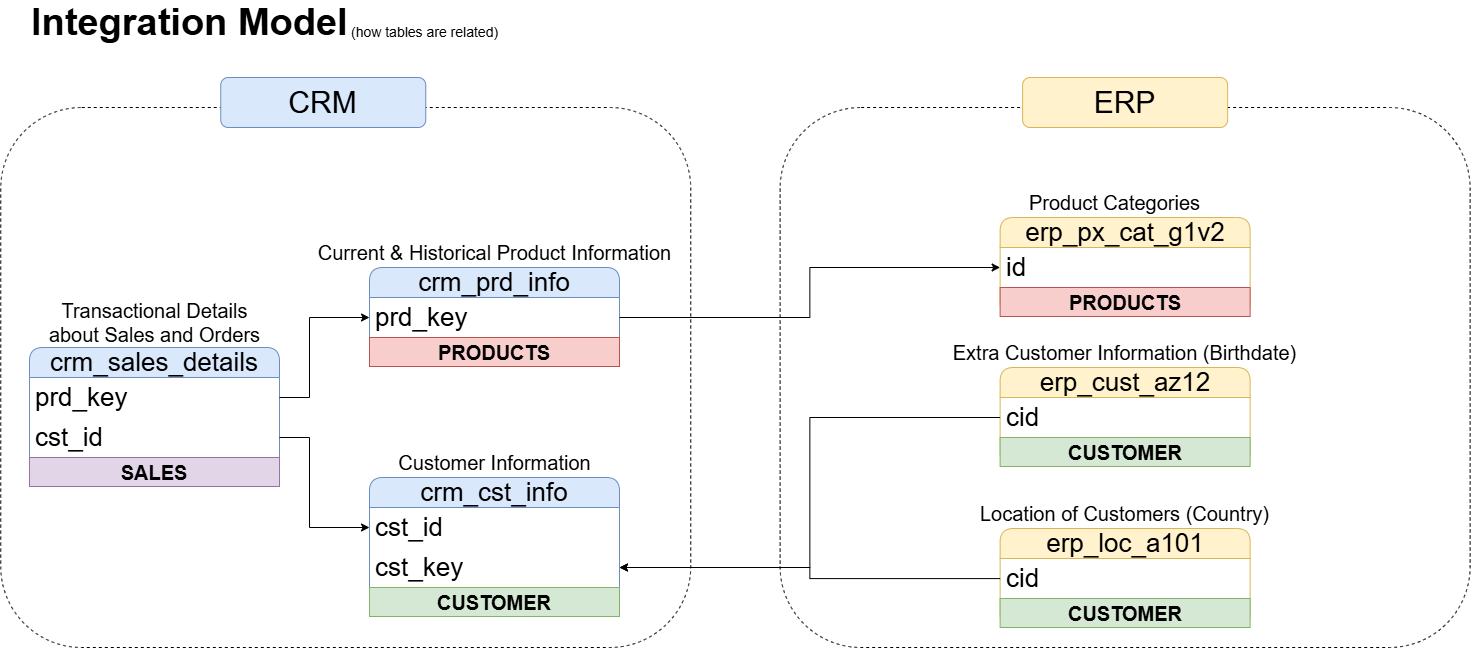 Integration Model (how tables are related)
CRM
Transactional Details
about Sales and Orders
crm_sales_details
prd_key
cst_id
SALES
Current & Historical Product Information
crm_prd_info
prd_key
PRODUCTS
Customer Information
crm_cst_info
cst_id
cst_key
CUSTOMER
ERP
Product Categories
erp_px_cat_g1v2
id
PRODUCTS
Extra Customer Information (Birthdate)
erp_cust_az12
cid
CUSTOMER
Location of Customers (Country)
erp_loc_a101
cid
CUSTOMER